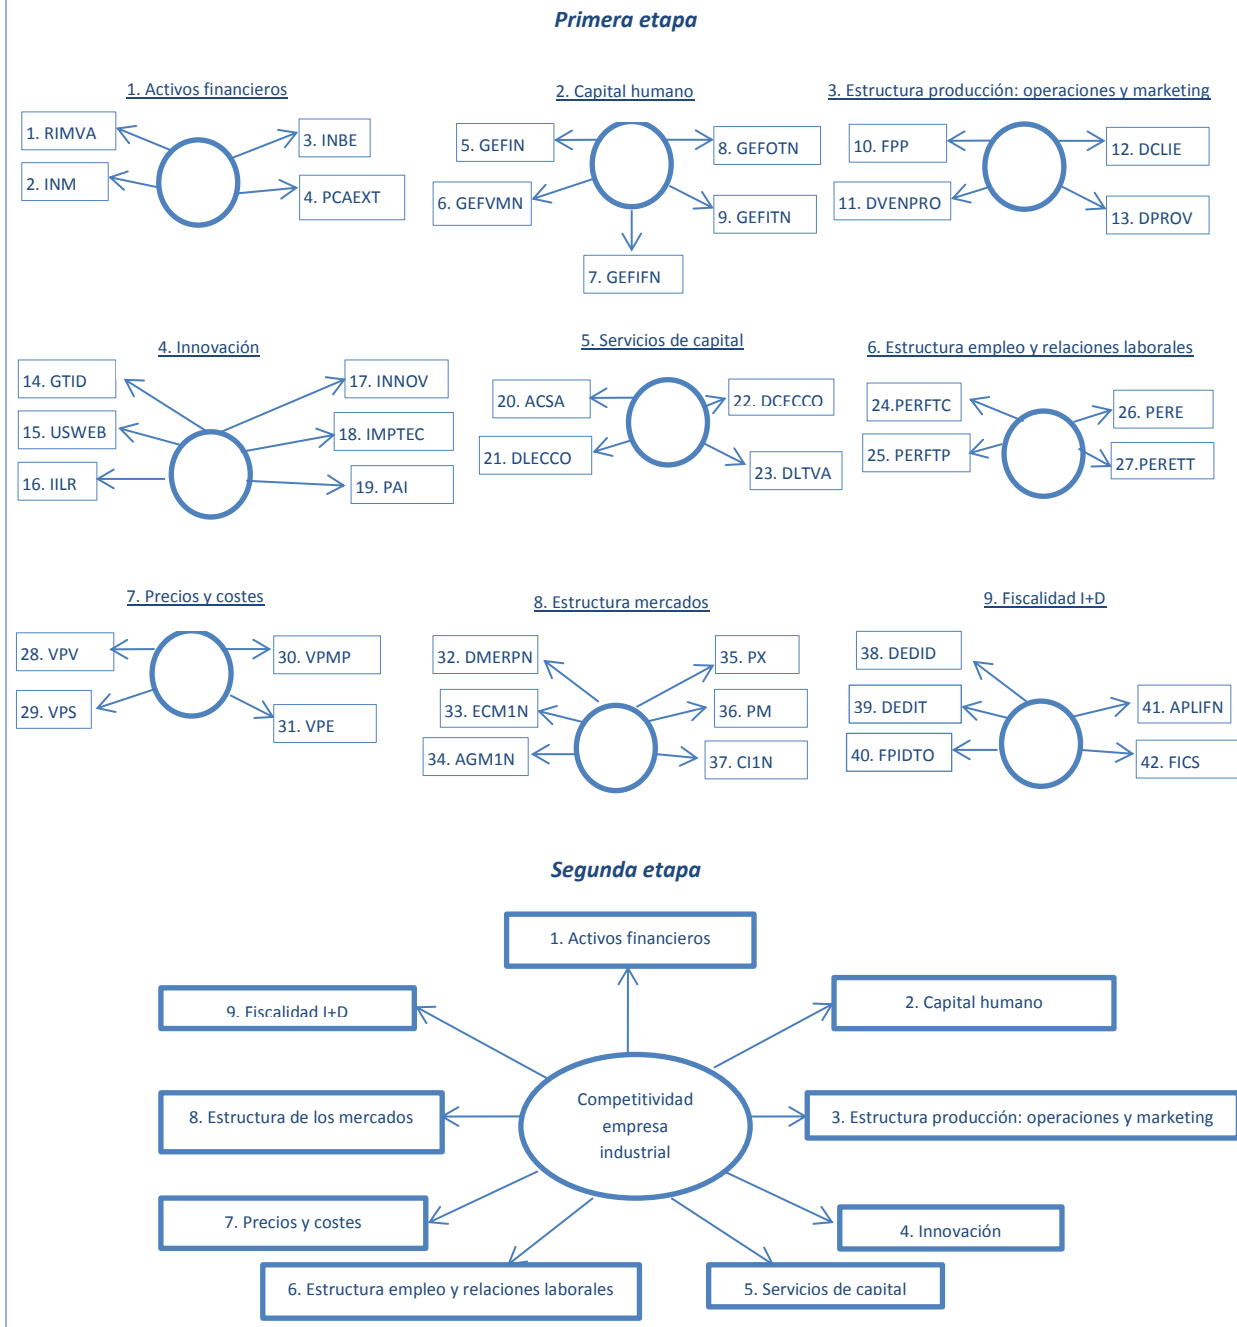 Primera etapa
1. Activos financieros
1. RIMVA
2. INM
3. INBE
4. PCAEXT
2. Capital humano
5. GEFIN
6. GEFVMN
7. GEFIFN
8. GEFOTN
9. GEFITN
3. Estructura producción: operaciones y marketing
10. FPP
11. DVENPRO
12. DCLIE
13. DPROV
4. Innovación
14. GTID
15. USWEB
16. IILR
17. INNOV
18. IMPTEC
19. PAI
5. Servicios de capital
20. ACSA
21. DLECCO
22. DCECCO
23. DLTVA
6. Estructura empleo y relaciones laborales
24.PERFTC
25. PERFTP
26. PERE
27.PERETT
7. Precios y costes
28. VPV
29. VPS
30. VPMP
31. VPE
8. Estructura mercados
32. DMERPN
33. ECM1N
34. AGM1N
35. PX
36. PM
37. CI1N
9. Fiscalidad I+D
38. DEDID
39. DEDIT
40. FPIDTO
41. APLIFN
42. FICS
Segunda etapa
1. Activos financieros
9. Fiscalidad I+D
2. Capital humano
Competitividad
empresa
industrial
8. Estructura de los mercados
3. Estructura producción: operaciones y marketing
7. Precios y costes
4. Innovación
6. Estructura empleo y relaciones laborales
5. Servicios de capital